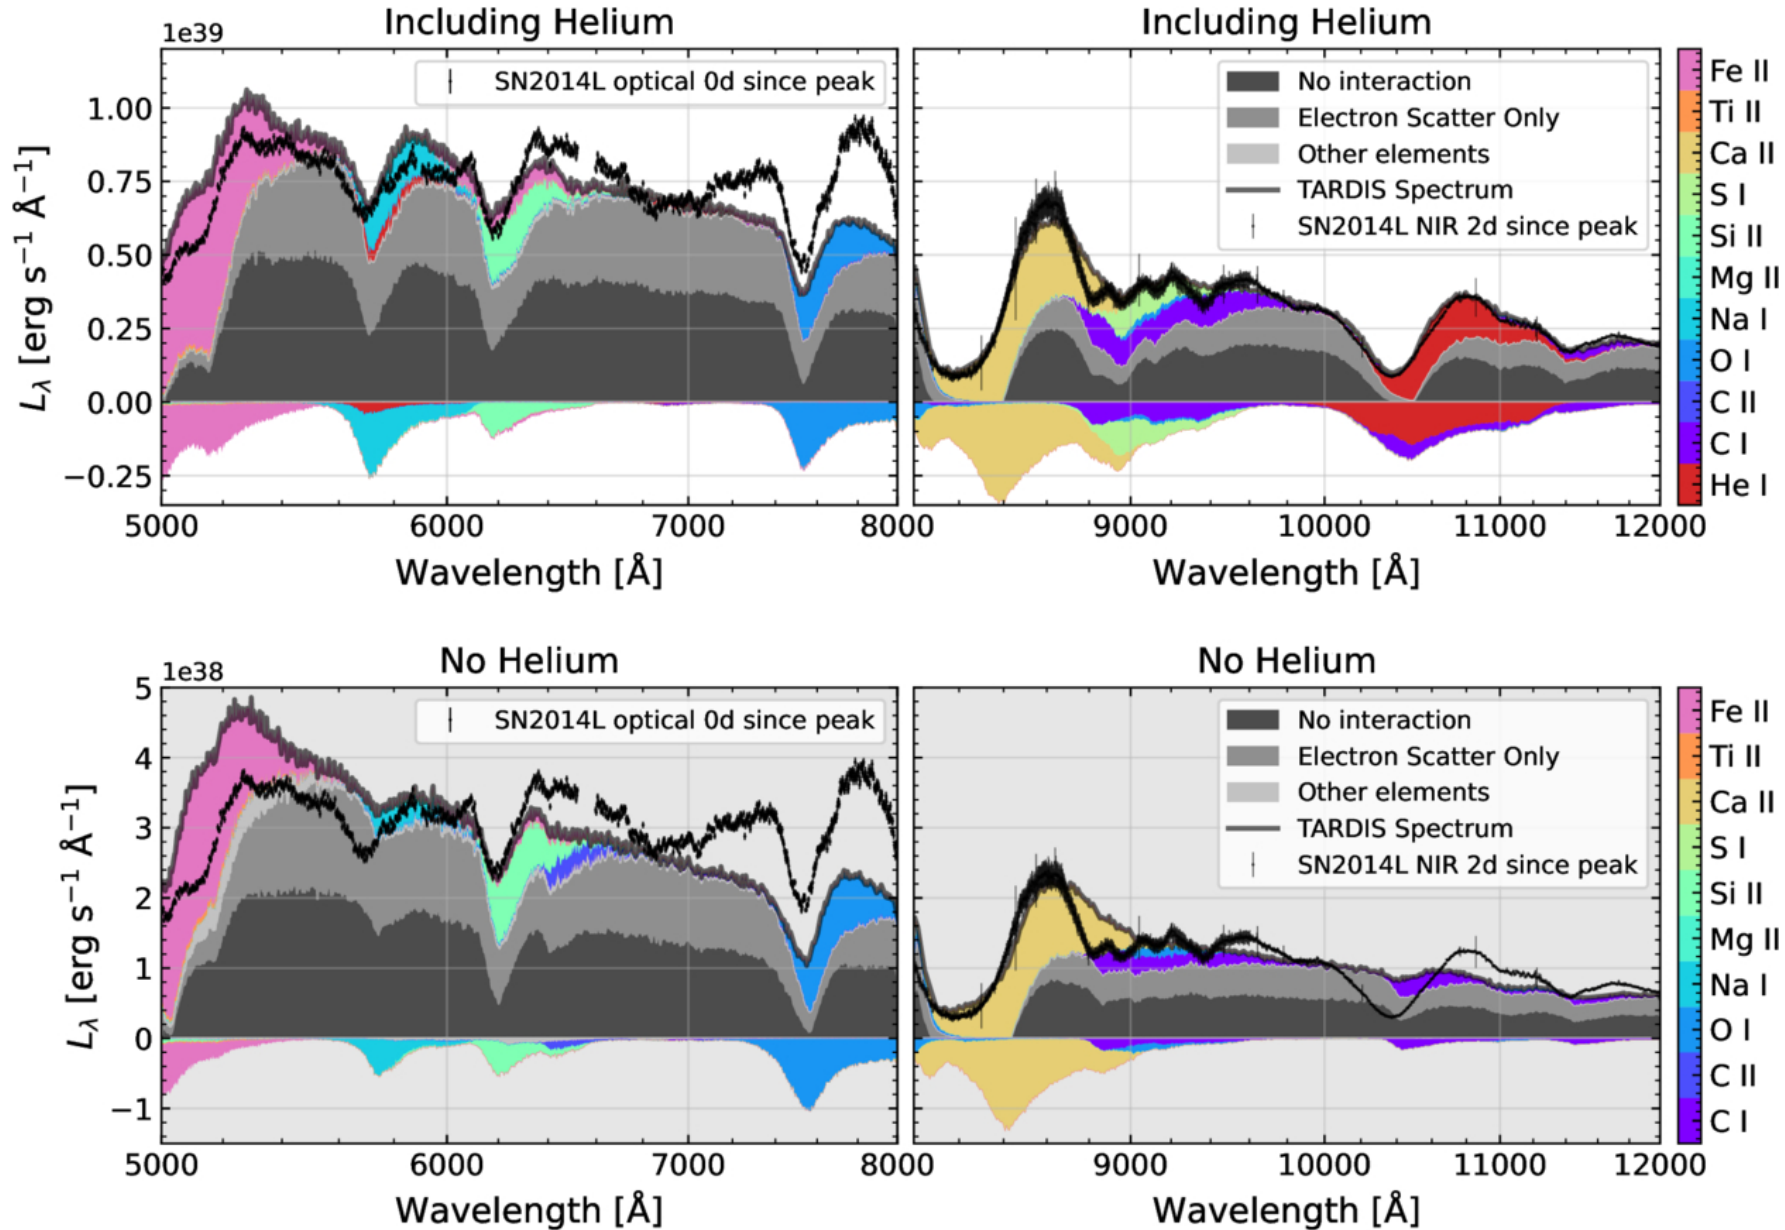 Including Helium
Including Helium
1e39
SN2014L optical 0d since peak
No interaction
Electron Scatter Only
Other elements
TARDIS Spectrum
SN2014L NIR 2d since peak
1.00
0.75
0.50
0.25
0.00
−0.25
Lλ [erg s⁻¹ Å⁻¹]
Fe II
Ti II
Ca II
S I
Si II
Mg II
Na I
O I
C II
C I
He I
5000 6000 7000 8000
9000 10000 11000 12000
Wavelength [Å]
Wavelength [Å]
No Helium
No Helium
1e38
SN2014L optical 0d since peak
No interaction
Electron Scatter Only
Other elements
TARDIS Spectrum
SN2014L NIR 2d since peak
5
4
3
2
1
0
−1
Lλ [erg s⁻¹ Å⁻¹]
Fe II
Ti II
Ca II
S I
Si II
Mg II
Na I
O I
C II
C I
5000 6000 7000 8000
9000 10000 11000 12000
Wavelength [Å]
Wavelength [Å]